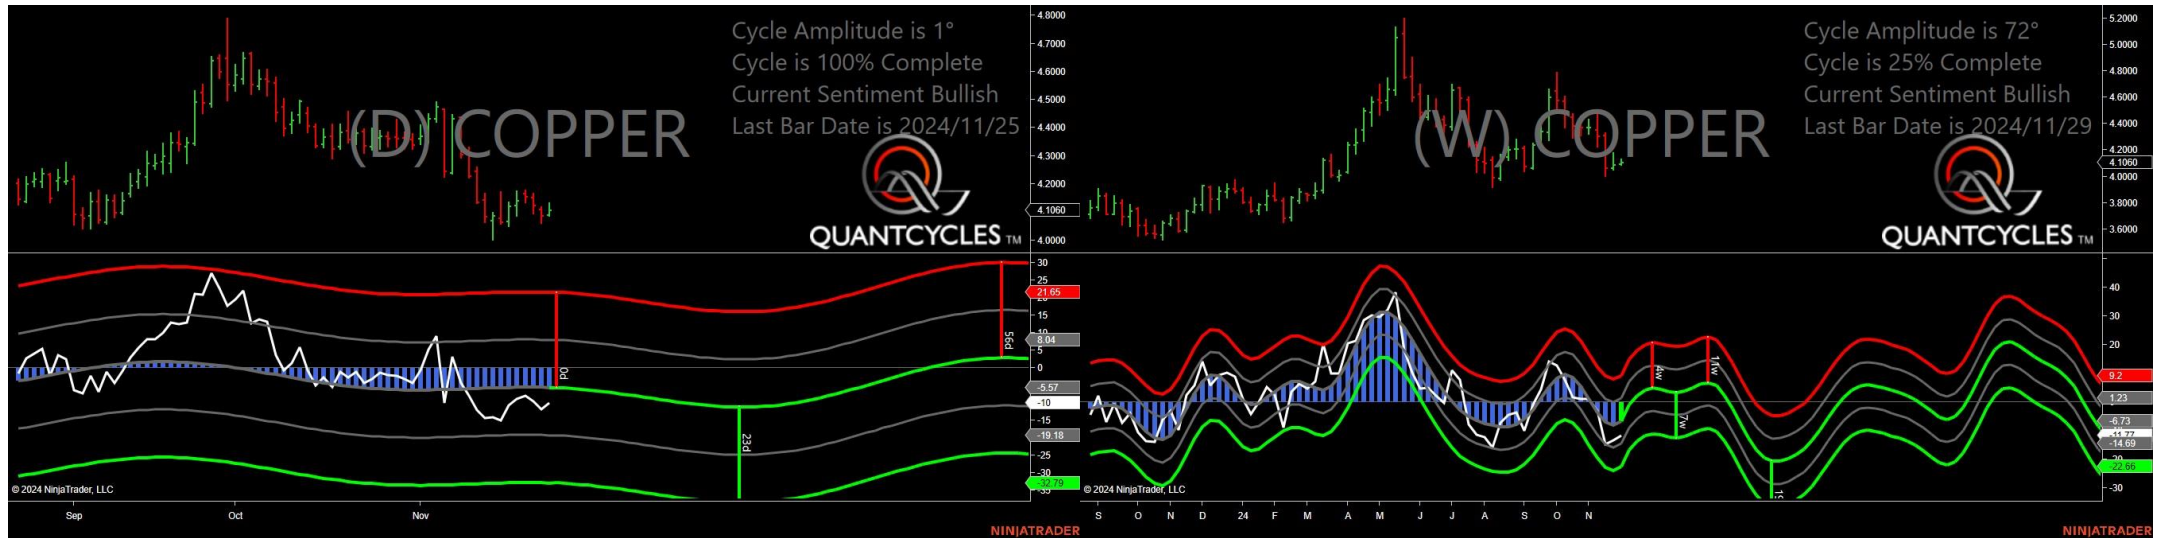 Cycle Amplitude is 1°
Cycle is 100% Complete
Current Sentiment Bullish
Last Bar Date is 2024/11/25
(D) COPPER
QUANTCYCLES TM
4.8000
4.7000
4.6000
4.5000
4.4000
4.3000
4.2000
4.1060
4.0000
30
25
21.65
15
8.04
5
0
-5.57
-10
-15
-19.18
-25
-30
-32.79
0d
23d
56d
© 2024 NinjaTrader, LLC
Sep Oct Nov
NINJATRADER
Cycle Amplitude is 72°
Cycle is 25% Complete
Current Sentiment Bullish
Last Bar Date is 2024/11/29
(W) COPPER
QUANTCYCLES TM
5.2000
5.0000
4.8000
4.6000
4.4000
4.2000
4.1060
4.0000
3.8000
3.6000
40
30
20
9.2
1.23
-6.73
-14.69
-22.66
-30
4w
7w
© 2024 NinjaTrader, LLC
S O N D 24 F M A M J J A S O N
NINJATRADER